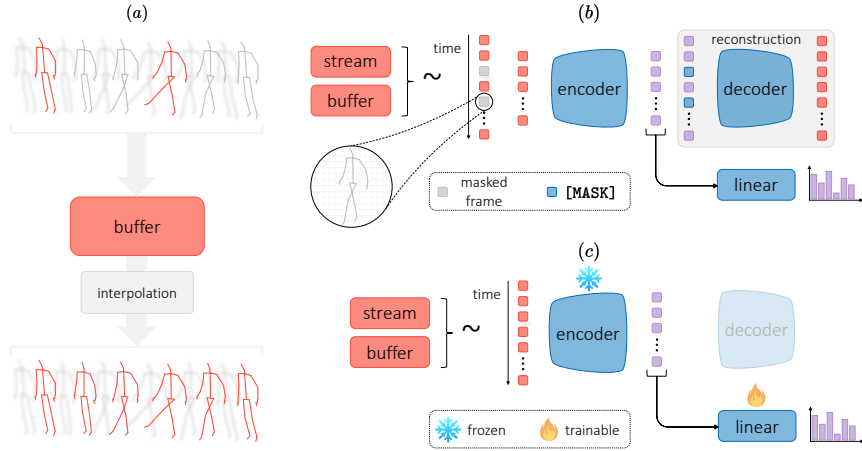 (a)
buffer
interpolation
(b)
stream
buffer
~
time
encoder
reconstruction
decoder
linear
masked
frame
[MASK]
(c)
stream
buffer
~
time
encoder
decoder
linear
frozen
trainable